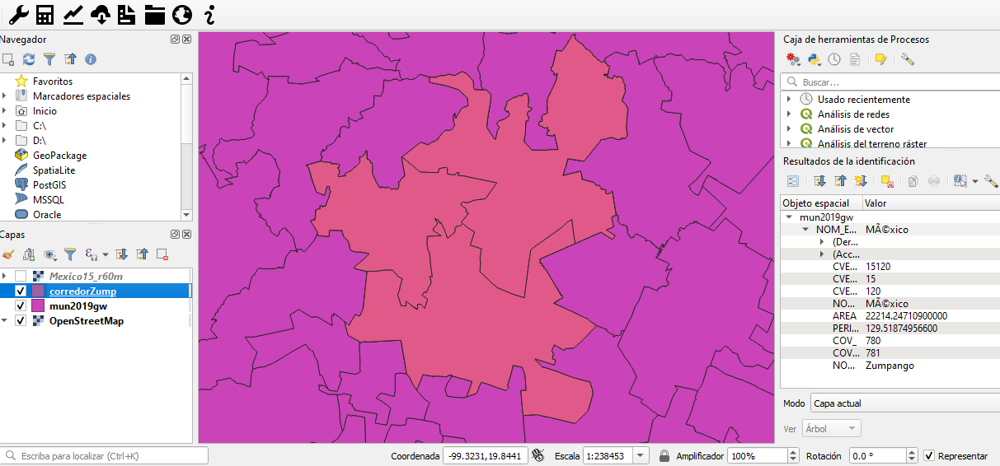 Navegador
Favoritos
Marcadores espaciales
Inicio
C:\
D:\
GeoPackage
SpatiaLite
PostGIS
MSSQL
Oracle
Capas
Mexico15_r60m
corredorZump
mun2019gw
OpenStreetMap
Caja de herramientas de Procesos
Buscar...
Usado recientemente
Análisis de redes
Análisis de vector
Análisis del terreno ráster
Resultados de la identificación
Objeto espacial Valor
mun2019gw
NOM_E... MÃ©xico
(Der...
(Acc...
CVE... 15120
CVE... 15
CVE... 120
NO... MÃ©xico
AREA 22214.24710900000
PERI... 129.51874956600
COV_ 780
COV... 781
NO... Zumpango
Modo Capa actual
Ver Árbol
Escriba para localizar (Ctrl+K)
Coordenada -99.3231,19.8441 Escala 1:238453 Amplificador 100% Rotación 0.0 ° Representar